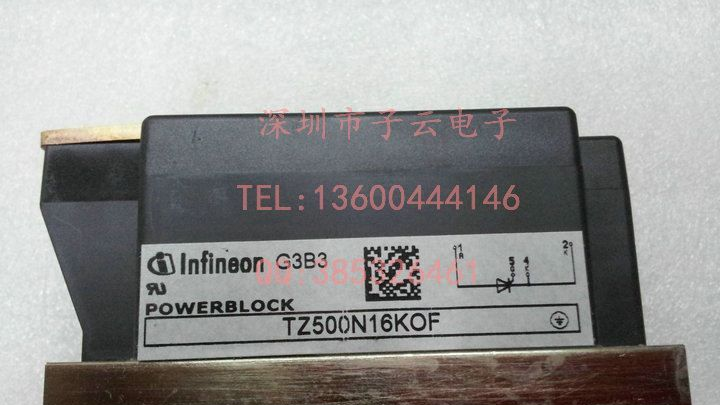 深圳市子云电子
TEL:13600444146
Infineon G3B3
QQ:385326461
POWERBLOCK
TZ500N16KOF